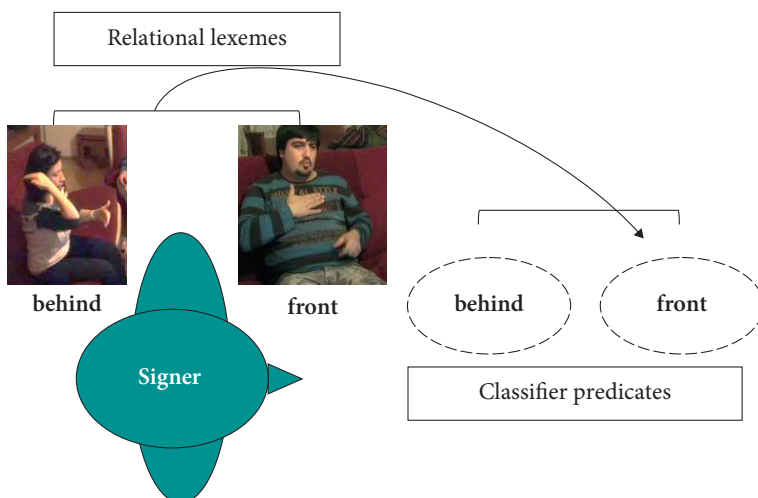 Relational lexemes
behind
front
behind
front
Signer
Classifier predicates